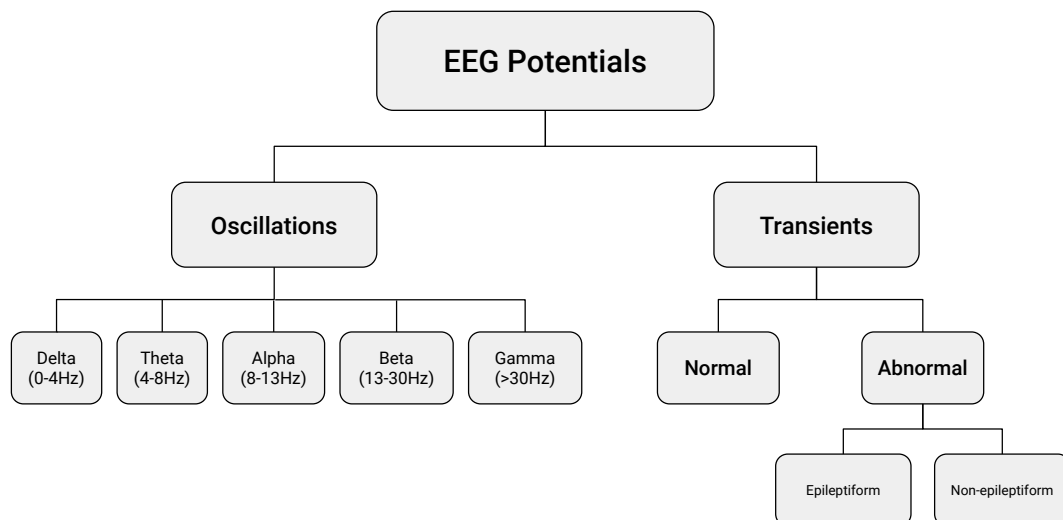 EEG Potentials
Oscillations
Transients
Delta
(0-4Hz)
Theta
(4-8Hz)
Alpha
(8-13Hz)
Beta
(13-30Hz)
Gamma
(>30Hz)
Normal
Abnormal
Epileptiform
Non-epileptiform